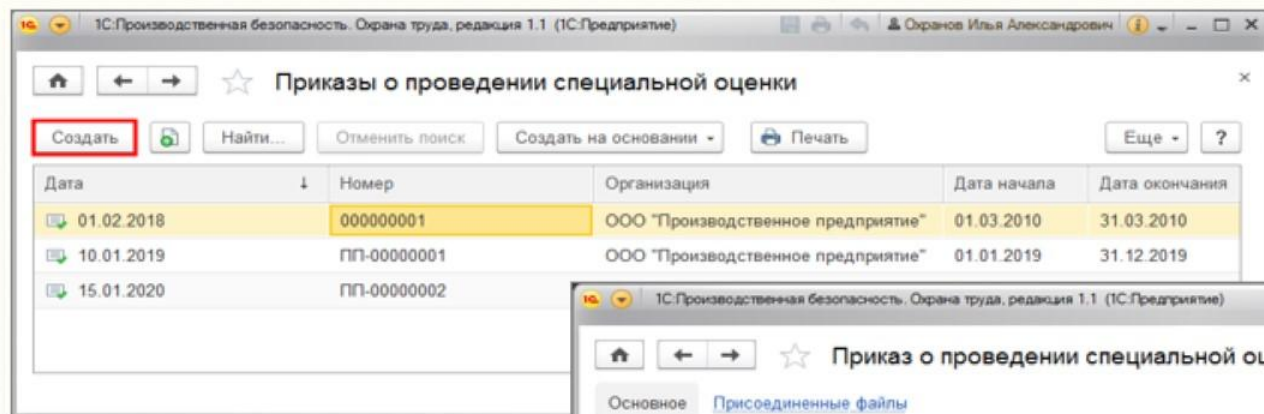 1С:Производственная безопасность. Охрана труда, редакция 1.1 (1С:Предприятие)
Охранов Илья Александрович
Приказы о проведении специальной оценки
Создать Найти... Отменить поиск Создать на основании Печать Еще ?
Дата Номер Организация Дата начала Дата окончания
01.02.2018 000000001 ООО "Производственное предприятие" 01.03.2010 31.03.2010
10.01.2019 ПП-00000001 ООО "Производственное предприятие" 01.01.2019 31.12.2019
15.01.2020 ПП-00000002
1С:Производственная безопасность. Охрана труда, редакция 1.1 (1С:Предприятие)
Приказ о проведении специальной оц
Основное Присоединенные файлы